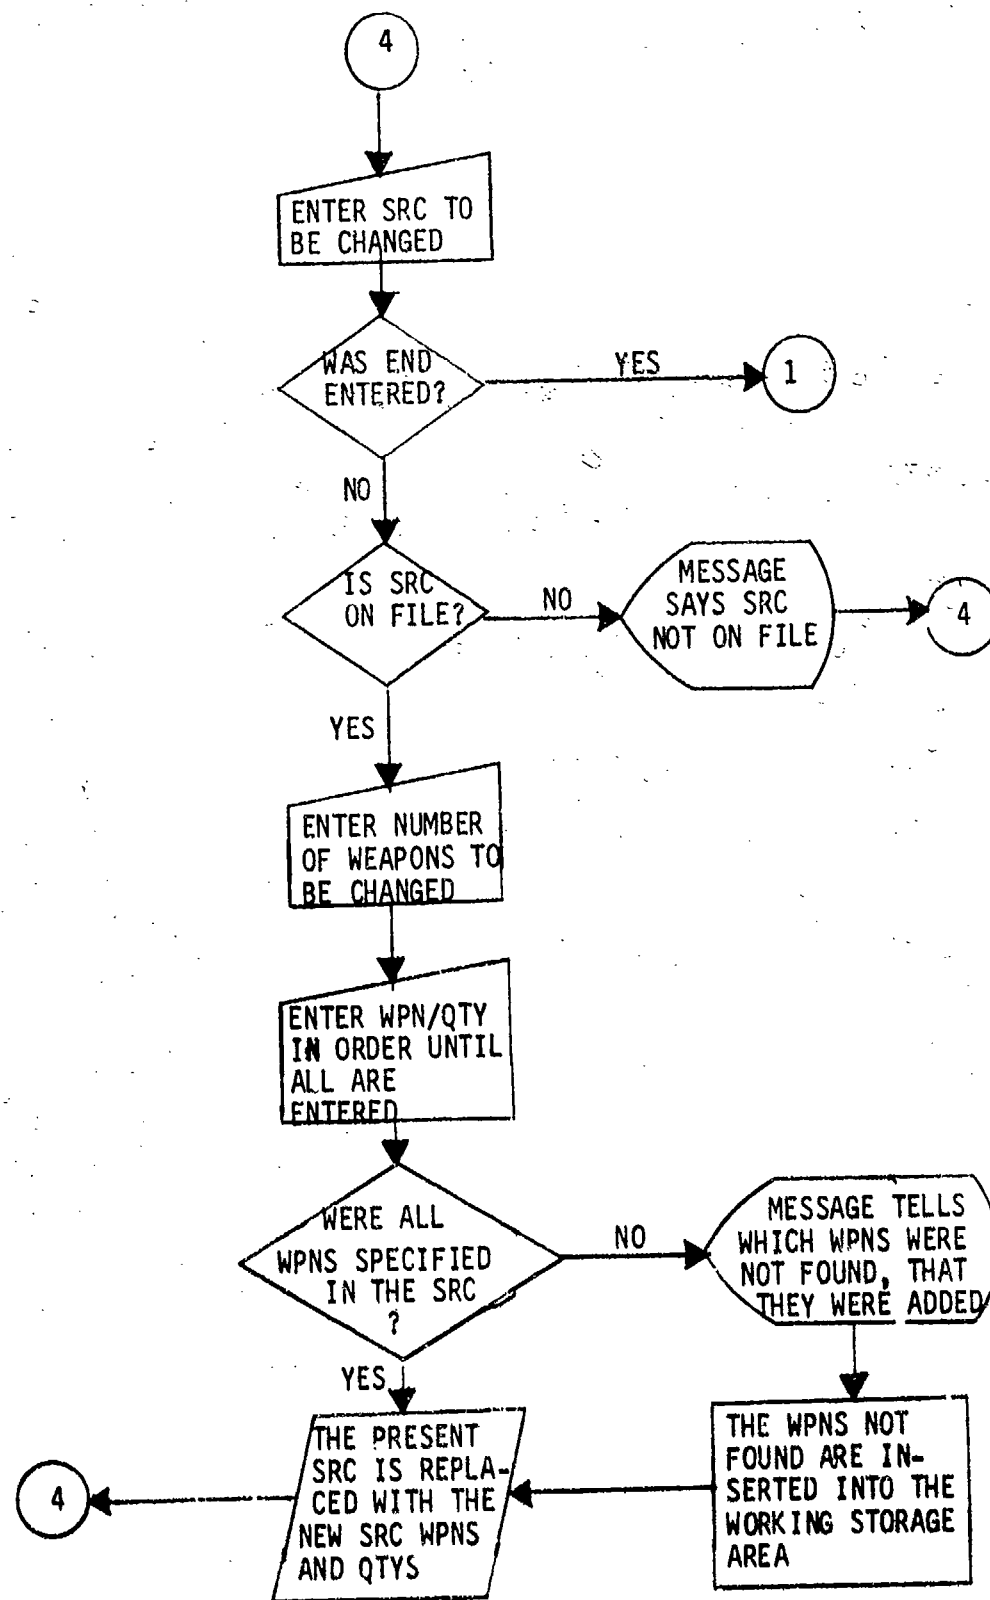 4
ENTER SRC TO
BE CHANGED
WAS END
ENTERED?
YES
1
NO
IS SRC
ON FILE?
NO
MESSAGE
SAYS SRC
NOT ON FILE
4
YES
ENTER NUMBER
OF WEAPONS TO
BE CHANGED
ENTER WPN/QTY
IN ORDER UNTIL
ALL ARE
ENTERED
WERE ALL
WPNS SPECIFIED
IN THE SRC
?
NO
MESSAGE TELLS
WHICH WPNS WERE
NOT FOUND, THAT
THEY WERE ADDED
YES
THE PRESENT
SRC IS REPLA-
CED WITH THE
NEW SRC WPNS
AND QTYS
4
THE WPNS NOT
FOUND ARE IN-
SERTED INTO THE
WORKING STORAGE
AREA